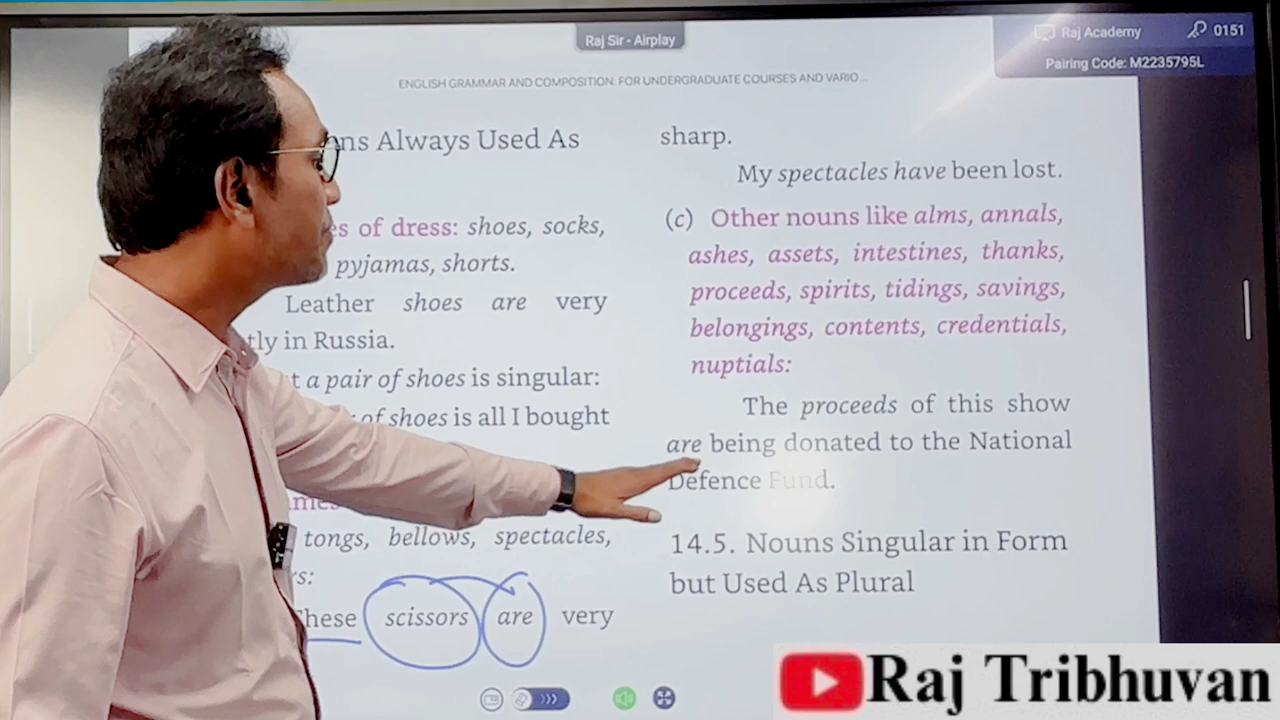 Raj Sir - Airplay
Raj Academy 0151
Pairing Code: M2235795L
ENGLISH GRAMMAR AND COMPOSITION: FOR UNDERGRADUATE COURSES AND VARIO...
Always Used As
of dress: shoes, socks,
pyjamas, shorts.
Leather shoes are very
in Russia.
a pair of shoes is singular:
of shoes is all I bought
tongs, bellows, spectacles,
These scissors are very
sharp.
My spectacles have been lost.
(c) Other nouns like alms, annals,
ashes, assets, intestines, thanks,
proceeds, spirits, tidings, savings,
belongings, contents, credentials,
nuptials:
The proceeds of this show
are being donated to the National
Defence Fund.
14.5. Nouns Singular in Form
but Used As Plural
Raj Tribhuvan